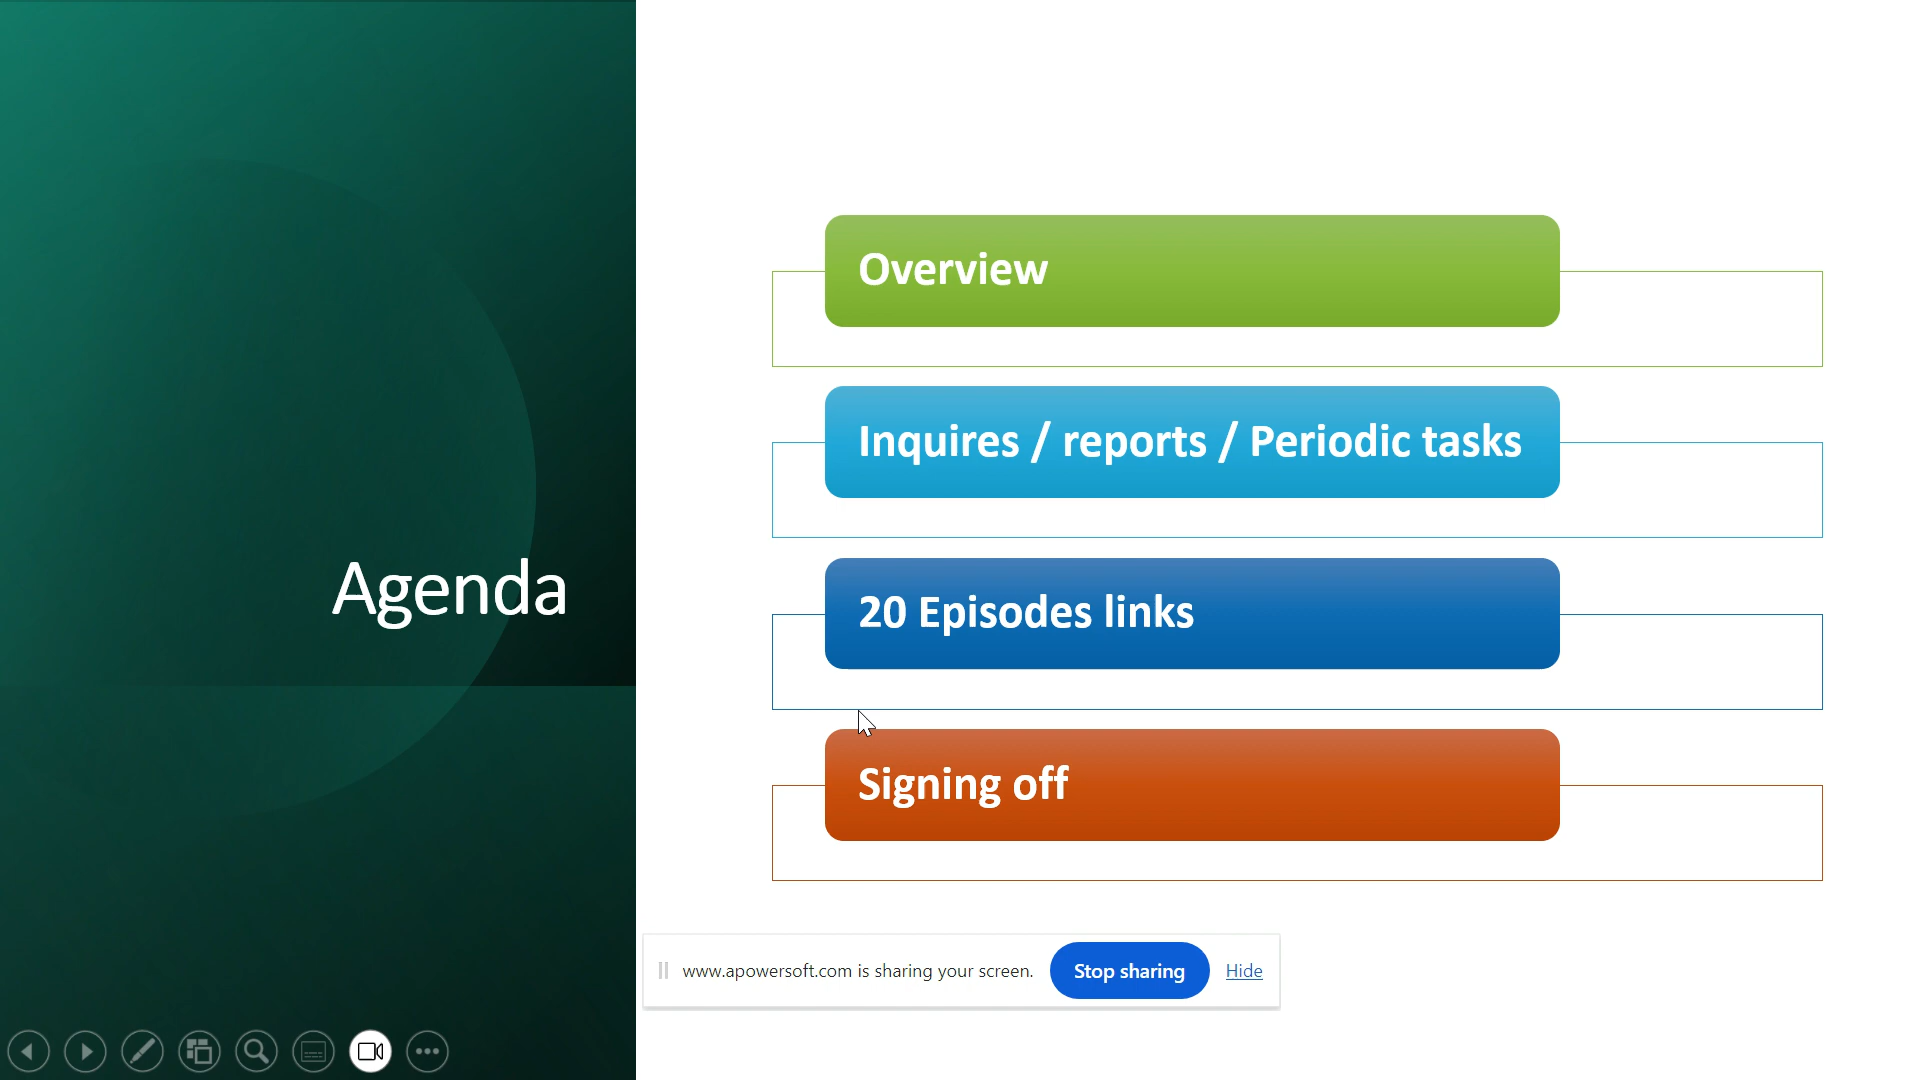 Agenda
Overview
Inquires / reports / Periodic tasks
20 Episodes links
Signing off
www.apowersoft.com is sharing your screen.
Stop sharing
Hide